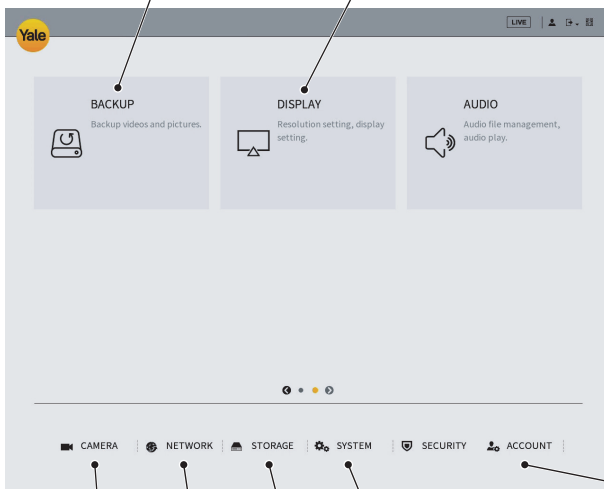 LIVE
Yale
BACKUP
Backup videos and pictures.
DISPLAY
Resolution setting, display
setting.
AUDIO
Audio file management,
audio play.
CAMERA
NETWORK
STORAGE
SYSTEM
SECURITY
ACCOUNT